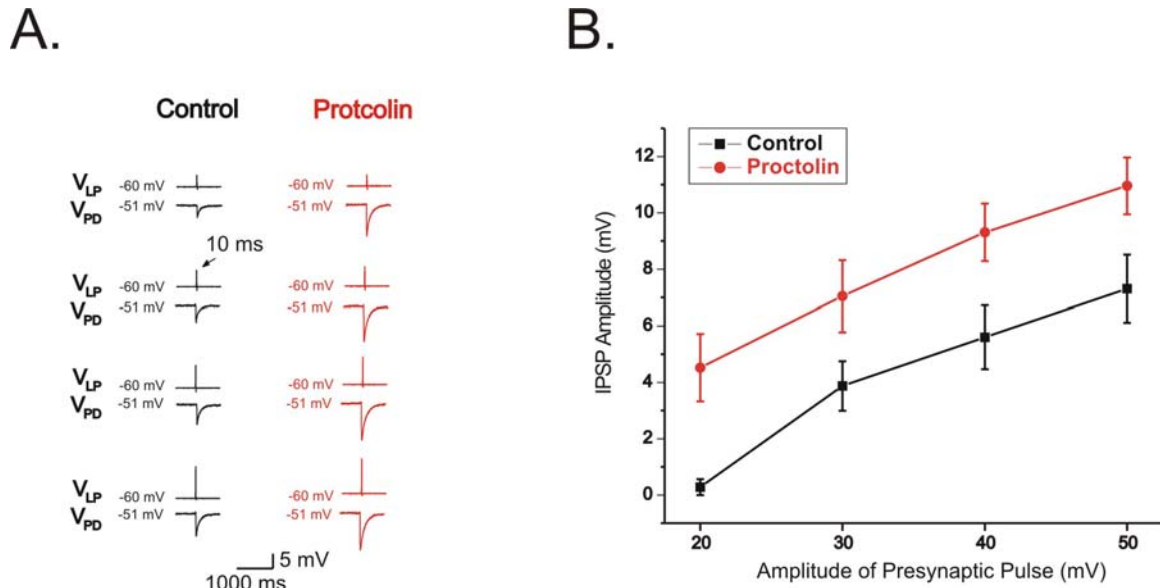 A.
Control Protcolin
V_LP -60 mV -60 mV
V_PD -51 mV -51 mV
10 ms
V_LP -60 mV -60 mV
V_PD -51 mV -51 mV
V_LP -60 mV -60 mV
V_PD -51 mV -51 mV
V_LP -60 mV -60 mV
V_PD -51 mV -51 mV
5 mV
1000 ms
B.
Control
Proctolin
IPSP Amplitude (mV)
12
10
8
6
4
2
0
20 30 40 50
Amplitude of Presynaptic Pulse (mV)